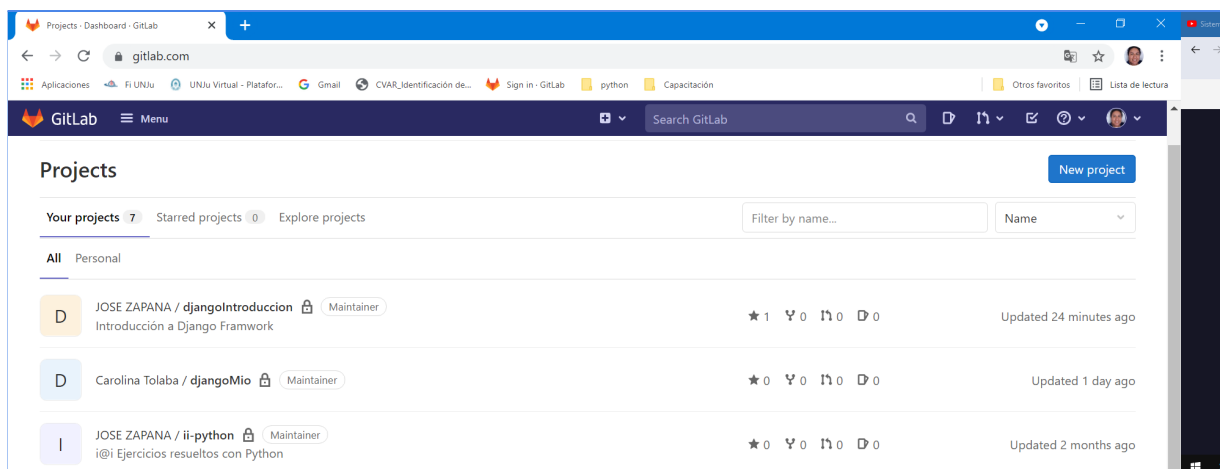 Projects · Dashboard · GitLab
Sistem
gitlab.com
Aplicaciones Fi UNJu UNJu Virtual - Platafor... Gmail CVAR_Identificación de... Sign in · GitLab python Capacitación Otros favoritos Lista de lectura
GitLab Menu Search GitLab
Projects New project
Your projects 7 Starred projects 0 Explore projects Filter by name... Name
All Personal
D JOSE ZAPANA / djangoIntroduccion Maintainer
Introducción a Django Framwork
1 0 0 0 Updated 24 minutes ago
D Carolina Tolaba / djangoMio Maintainer 0 0 0 0 Updated 1 day ago
I JOSE ZAPANA / ii-python Maintainer
i@i Ejercicios resueltos con Python
0 0 0 0 Updated 2 months ago